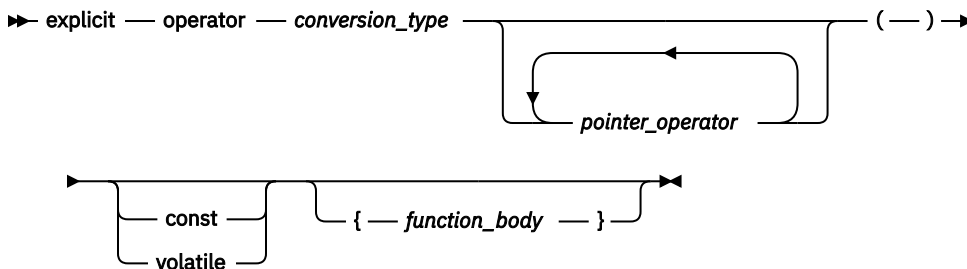 explicit operator conversion_type ( )
pointer_operator
const
{ function_body }
volatile